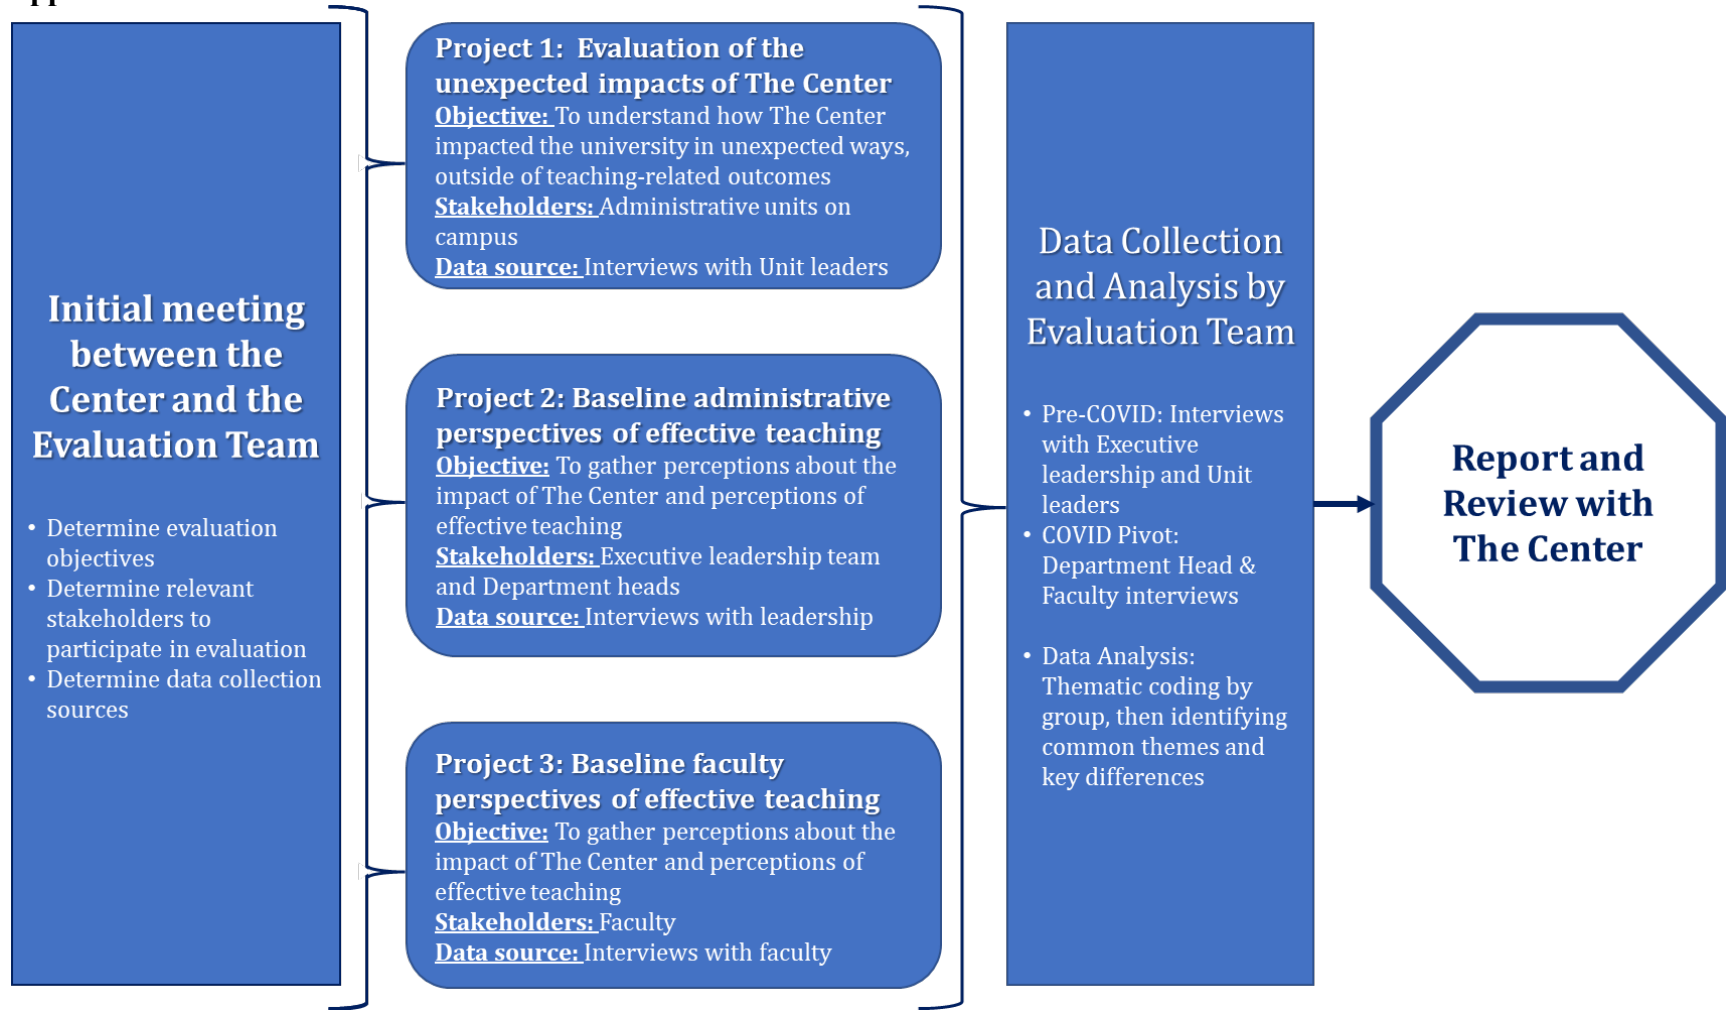 Initial meeting
between the
Center and the
Evaluation Team
• Determine evaluation
objectives
• Determine relevant
stakeholders to
participate in evaluation
• Determine data collection
sources
Project 1: Evaluation of the
unexpected impacts of The Center
Objective: To understand how The Center
impacted the university in unexpected ways,
outside of teaching-related outcomes
Stakeholders: Administrative units on
campus
Data source: Interviews with Unit leaders
Project 2: Baseline administrative
perspectives of effective teaching
Objective: To gather perceptions about the
impact of The Center and perceptions of
effective teaching
Stakeholders: Executive leadership team
and Department heads
Data source: Interviews with leadership
Project 3: Baseline faculty
perspectives of effective teaching
Objective: To gather perceptions about the
impact of The Center and perceptions of
effective teaching
Stakeholders: Faculty
Data source: Interviews with faculty
Data Collection
and Analysis by
Evaluation Team
• Pre-COVID: Interviews
with Executive
leadership and Unit
leaders
• COVID Pivot:
Department Head &
Faculty interviews
• Data Analysis:
Thematic coding by
group, then identifying
common themes and
key differences
Report and
Review with
The Center